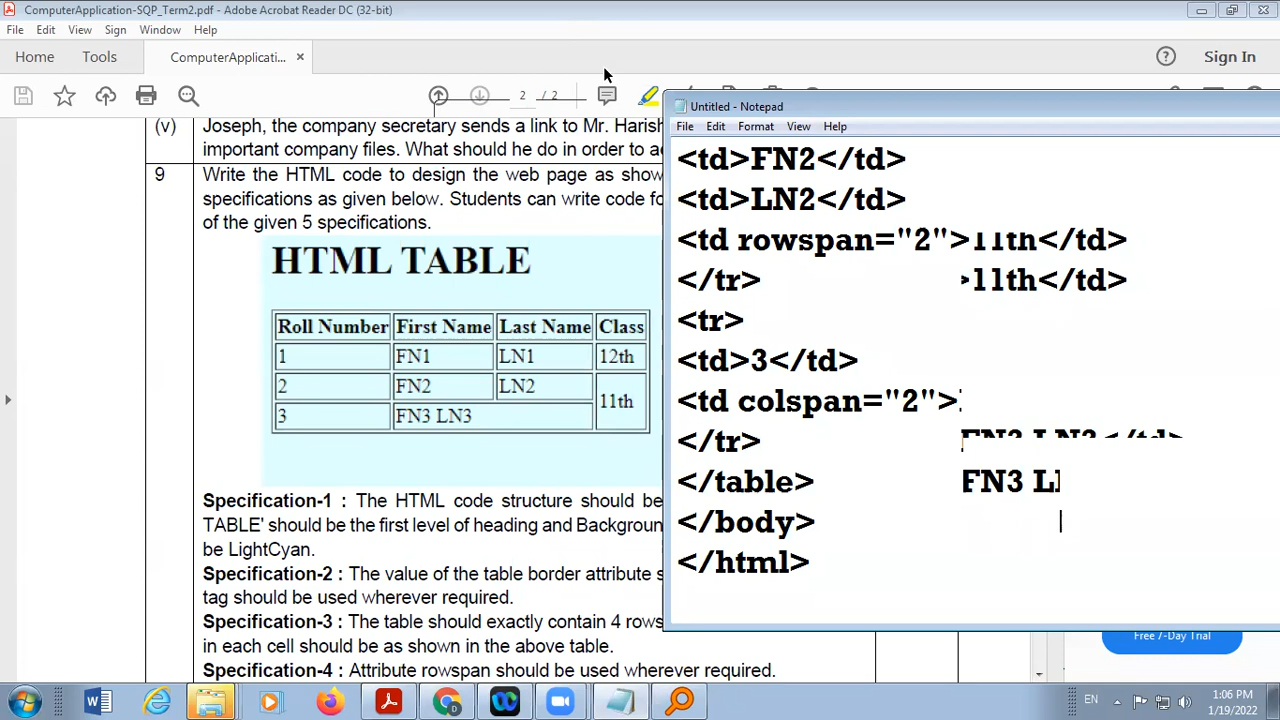 ComputerApplication-SQP_Term2.pdf - Adobe Acrobat Reader DC (32-bit)
File Edit View Sign Window Help
Home Tools ComputerApplicati... × Sign In
2 / 2
(v) Joseph, the company secretary sends a link to Mr. Harish
important company files. What should he do in order to
9 Write the HTML code to design the web page as
specifications as given below. Students can write code
of the given 5 specifications.
HTML TABLE
Roll Number First Name Last Name Class
1 FN1 LN1 12th
2 FN2 LN2 11th
3 FN3 LN3
Specification-1 : The HTML code structure should be
TABLE' should be the first level of heading and
be LightCyan.
Specification-2 : The value of the table border attribute
tag should be used wherever required.
Specification-3 : The table should exactly contain 4 rows
in each cell should be as shown in the above table.
Specification-4 : Attribute rowspan should be used wherever required.
Untitled - Notepad
File Edit Format View Help
<td>FN2</td>
<td>LN2</td>
<td rowspan="2">11th</td>
</tr> >11th</td>
<tr>
<td>3</td>
<td colspan="2">
</tr> FN3 LN3</td>
</table> FN3
</body>
</html>
Free 7-Day Trial
EN 1:06 PM
1/19/2022